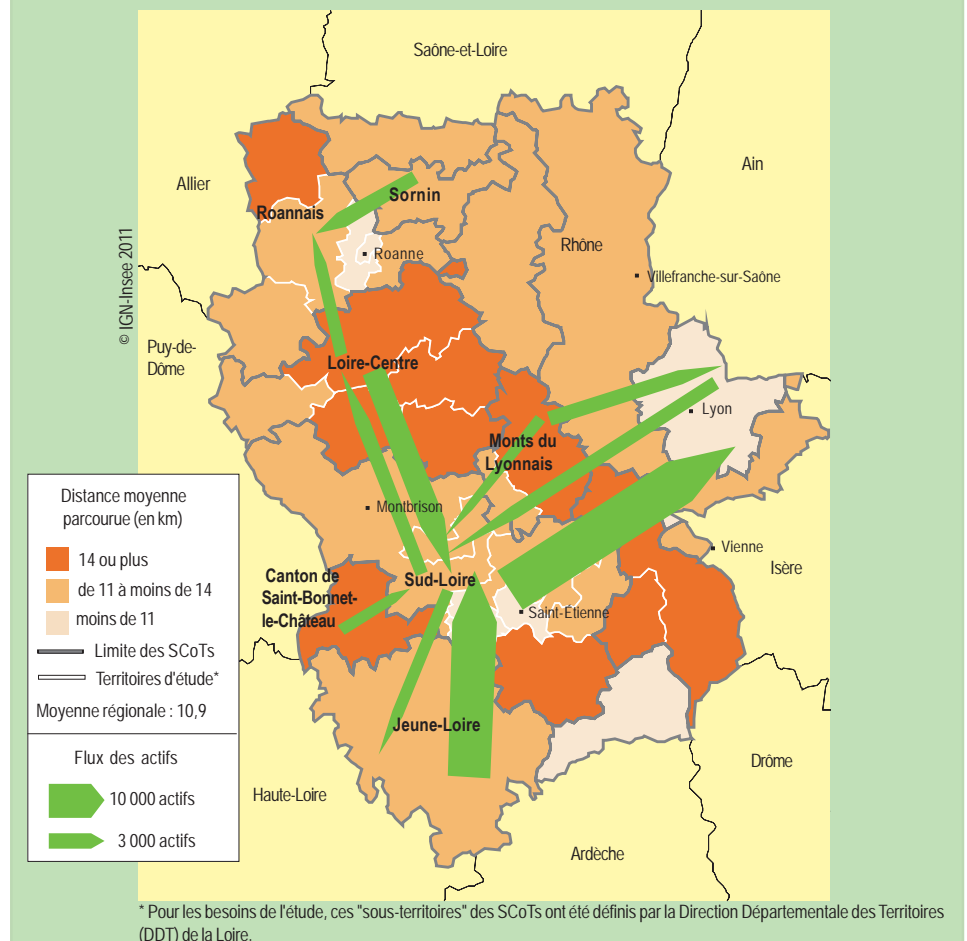 Saône-et-Loire
Ain
Allier
Sornin
Roannais
Rhône
Roanne
Villefranche-sur-Saône
© IGN-Insee 2011
Puy-de-
Dôme
Loire-Centre
Lyon
Monts du
Lyonnais
Montbrison
Vienne
Isère
Canton de
Saint-Bonnet-
le-Château
Sud-Loire
Saint-Étienne
Jeune-Loire
Drôme
Haute-Loire
Ardèche
Distance moyenne
parcourue (en km)
14 ou plus
de 11 à moins de 14
moins de 11
Limite des SCoTs
Territoires d'étude*
Moyenne régionale : 10,9
Flux des actifs
10 000 actifs
3 000 actifs
* Pour les besoins de l'étude, ces "sous-territoires" des SCoTs ont été définis par la Direction Départementale des Territoires
(DDT) de la Loire.